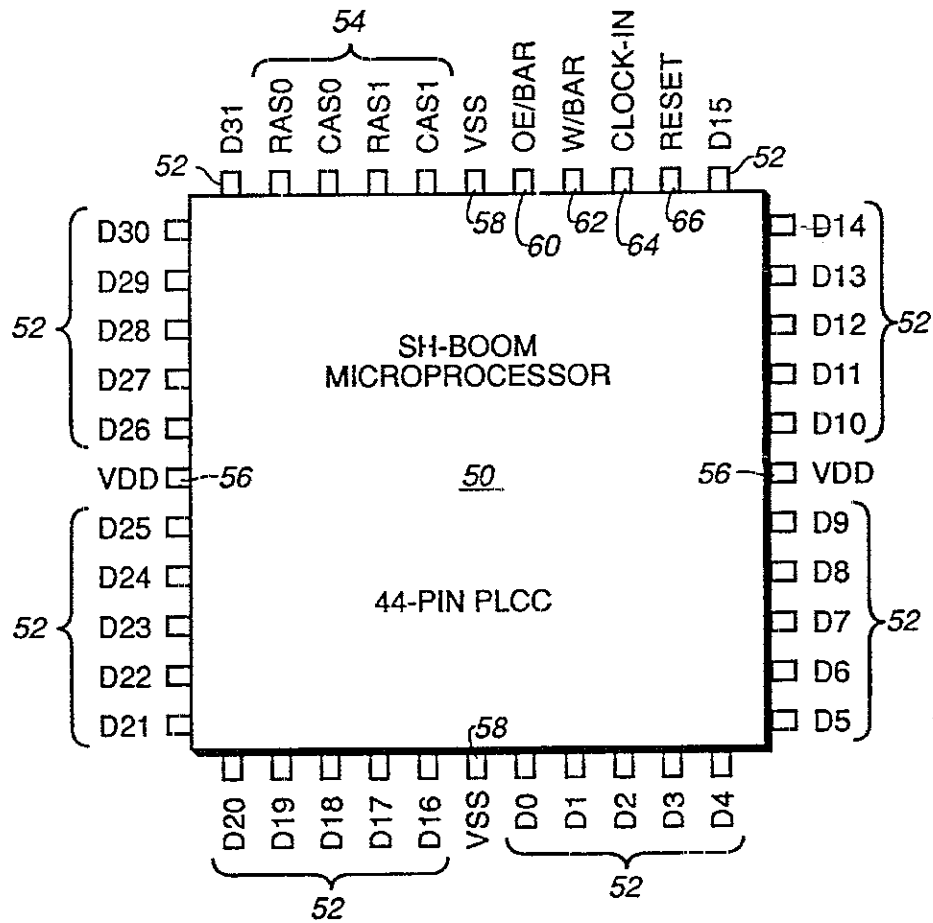 54
D31 RAS0 CAS0 RAS1 CAS1 VSS OE/BAR W/BAR CLOCK-IN RESET D15
52 52
58 60 62 64 66
D30 D14
D29 D13
52 D28 D12 52
D27 D11
D26 D10
SH-BOOM
MICROPROCESSOR
VDD 56 50 56 VDD
D25 D9
D24 D8
44-PIN PLCC
52 D23 D7 52
D22 D6
D21 D5
58
D20 D19 D18 D17 D16 VSS D0 D1 D2 D3 D4
52 52